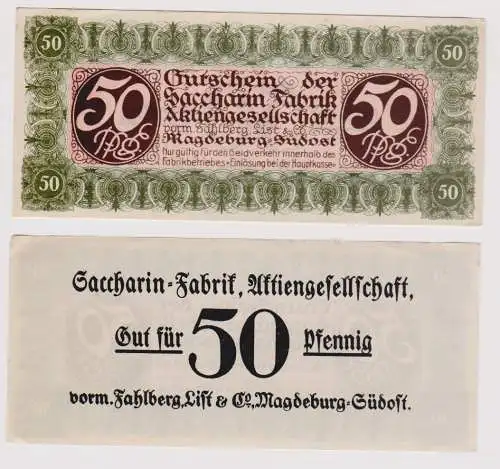 50
50
50 Pfg
Gutschein der
Saccharin Fabrik
Aktiengesellschaft
vorm. Fahlberg List & Co
Magdeburg-Südost
Nur gültig für den Geldverkehr innerhalb des
Fabrikbetriebes • Einlösung bei der Hauptkasse
50 Pfg
50
50
Saccharin-Fabrik, Aktiengesellschaft,
Gut für 50 Pfennig
vorm. Fahlberg, List & Co., Magdeburg-Südost.